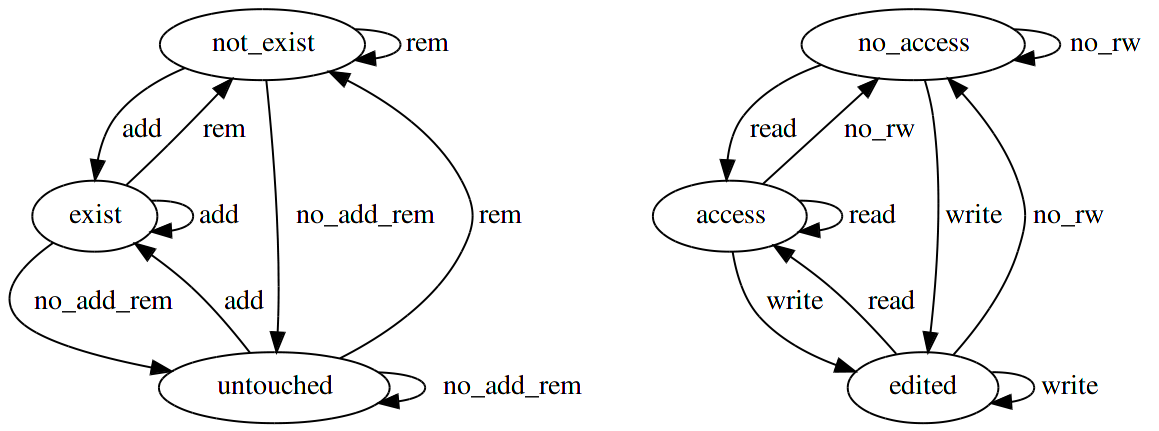 not_exist
rem
add
rem
exist
add
no_add_rem
rem
no_add_rem
add
untouched
no_add_rem
no_access
no_rw
read
no_rw
access
read
write
no_rw
write
read
edited
write